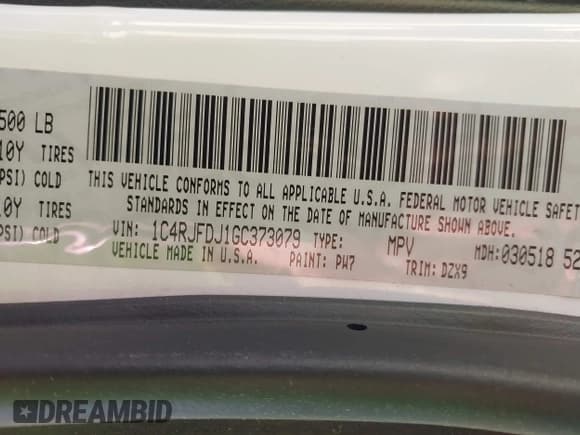 500 LB
10Y TIRES
PSI) COLD
10Y TIRES
PSI) COLD
THIS VEHICLE CONFORMS TO ALL APPLICABLE U.S.A. FEDERAL MOTOR VEHICLE SAFET
STANDARDS IN EFFECT ON THE DATE OF MANUFACTURE SHOWN ABOVE.
VIN: 1C4RJFDJ1GC373079 TYPE: MPV MDH:030518 52
VEHICLE MADE IN U.S.A. PAINT: PW7 TRIM: DZX9
DREAMBID